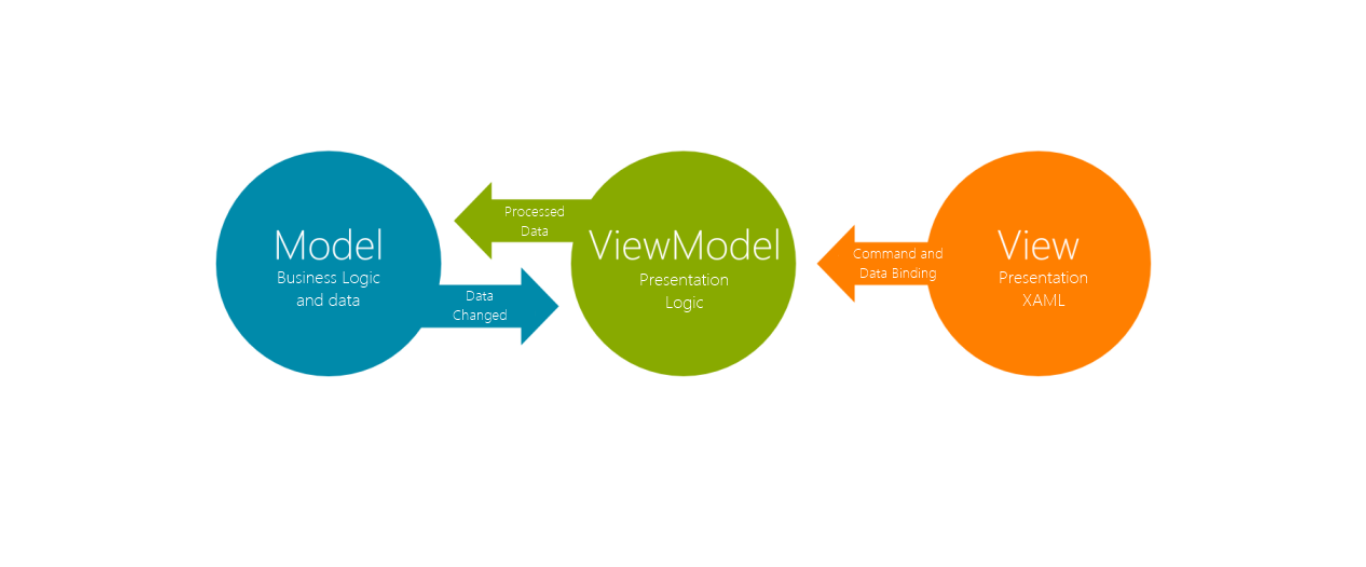 Model
Business Logic
and data
Processed
Data
Data
Changed
ViewModel
Presentation
Logic
Command and
Data Binding
View
Presentation
XAML